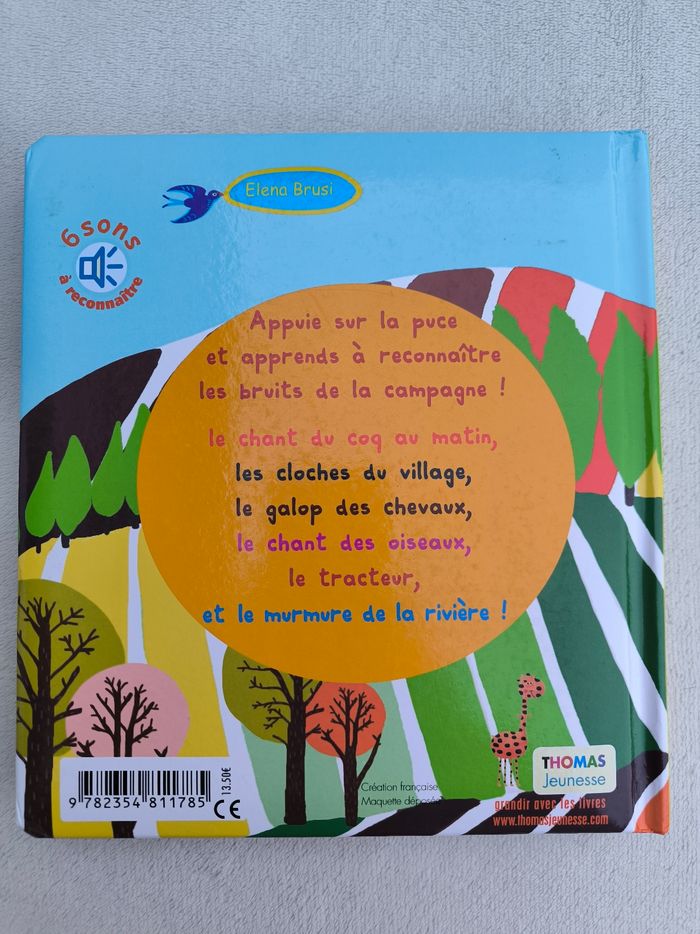 Elena Brusi
6 sons
à reconnaître
Appuie sur la puce
et apprends à reconnaître
les bruits de la campagne !
le chant du coq au matin,
les cloches du village,
le galop des chevaux,
le chant des oiseaux,
le tracteur,
et le murmure de la rivière !
9 782354 811785
13.50€
CE
Création française
Maquette déposée
THOMAS
Jeunesse
grandir avec les livres
www.thomasjeunesse.com